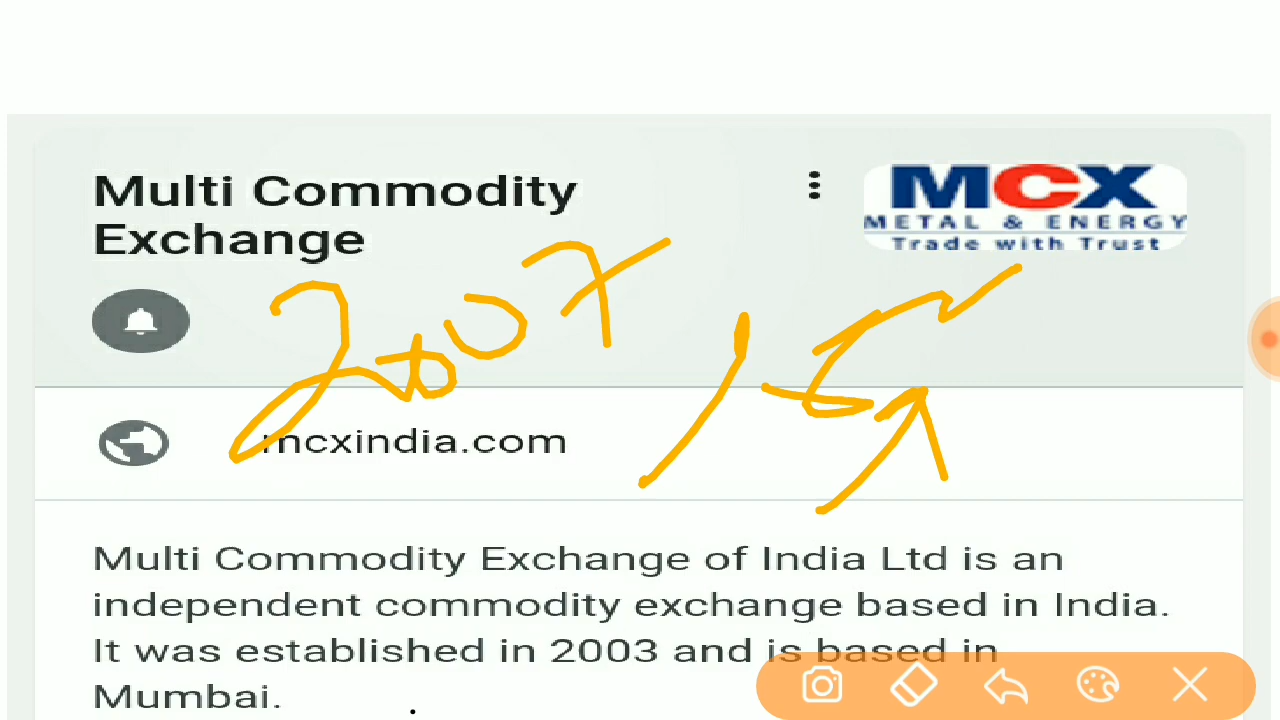 Multi Commodity
Exchange
MCX
METAL & ENERGY
Trade with Trust
mcxindia.com
Multi Commodity Exchange of India Ltd is an
independent commodity exchange based in India.
It was established in 2003 and is based in
Mumbai.